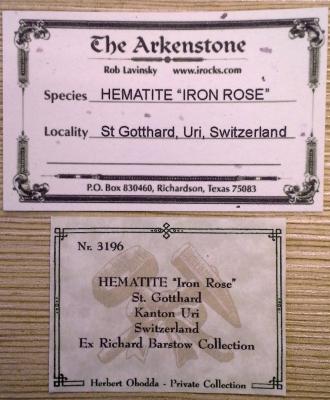 The Arkenstone
Rob Lavinsky www.irocks.com
Species HEMATITE “IRON ROSE”
Locality St Gotthard, Uri, Switzerland
P.O. Box 830460, Richardson, Texas 75083
Nr. 3196
HEMATITE “Iron Rose”
St. Gotthard
Kanton Uri
Switzerland
Ex Richard Barstow Collection
Herbert Obodda - Private Collection